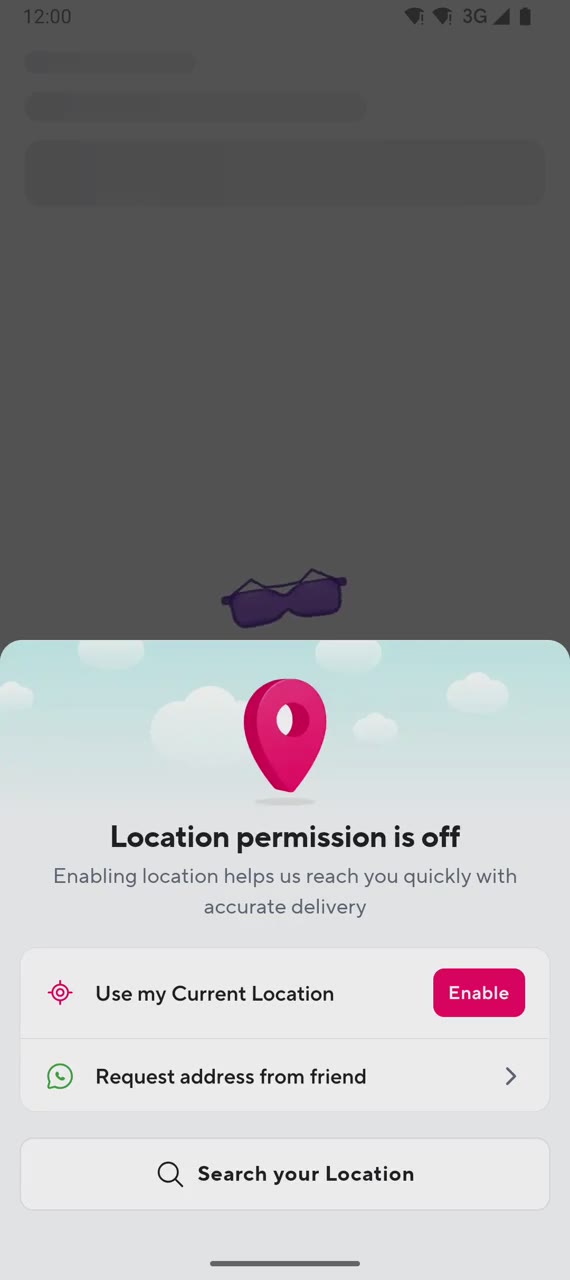 12:00
3G
Location permission is off
Enabling location helps us reach you quickly with
accurate delivery
Use my Current Location
Enable
Request address from friend
Search your Location